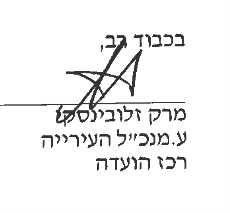 בכבוד רב,
מרק זלובינסקי
ע.מנכ״ל העירייה
רכז הועדה